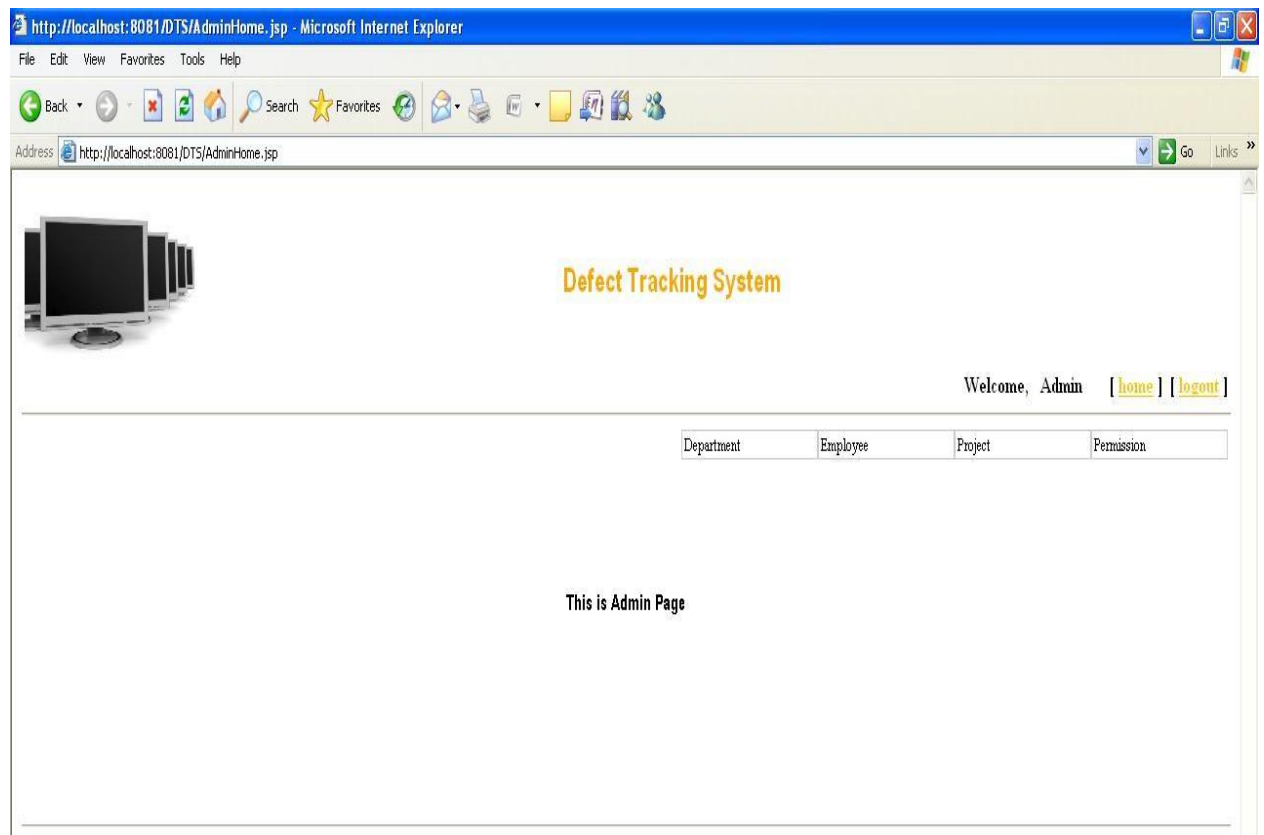 http://localhost:8081/DTS/AdminHome.jsp - Microsoft Internet Explorer
File Edit View Favorites Tools Help
Back Search Favorites
Address http://localhost:8081/DTS/AdminHome.jsp Go Links »
Defect Tracking System
Welcome, Admin [ home ] [ logout ]
Department Employee Project Permission
This is Admin Page